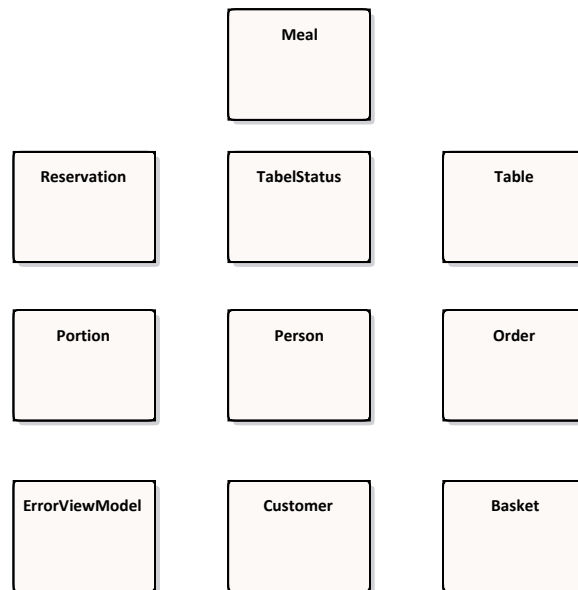 Meal
Reservation
TabelStatus
Table
Portion
Person
Order
ErrorViewModel
Customer
Basket